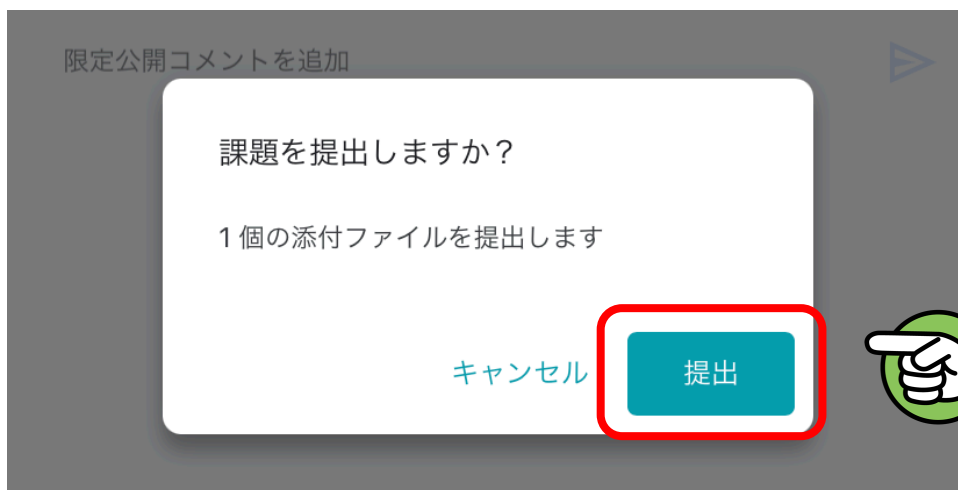 限定公開コメントを追加
課題を提出しますか？
1 個の添付ファイルを提出します
キャンセル
提出